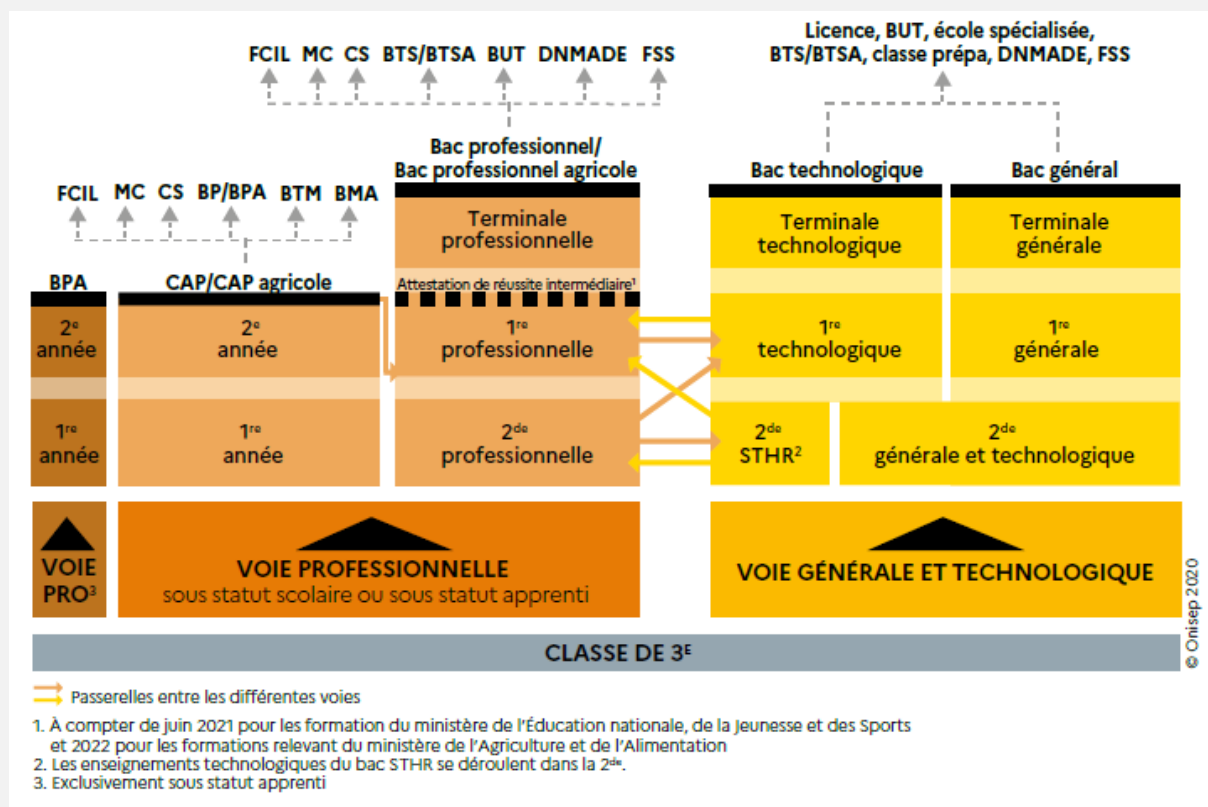 Licence, BUT, école spécialisée,
BTS/BTSA, classe prépa, DNMADE, FSS
FCIL MC CS BTS/BTSA BUT DNMADE FSS
Bac professionnel/
Bac professionnel agricole
Bac technologique
Bac général
FCIL MC CS BP/BPA BTM BMA
Terminale
professionnelle
Terminale
technologique
Terminale
générale
BPA
CAP/CAP agricole
Attestation de réussite intermédiaire¹
2e
année
2e
année
1re
professionnelle
1re
technologique
1re
générale
1re
année
1re
année
2de
professionnelle
2de
STHR²
2de
générale et technologique
VOIE
PRO³
VOIE PROFESSIONNELLE
sous statut scolaire ou sous statut apprenti
VOIE GÉNÉRALE ET TECHNOLOGIQUE
© Onisep 2020
CLASSE DE 3E
Passerelles entre les différentes voies
1. À compter de juin 2021 pour les formation du ministère de l'Éducation nationale, de la Jeunesse et des Sports
et 2022 pour les formations relevant du ministère de l'Agriculture et de l'Alimentation
2. Les enseignements technologiques du bac STHR se déroulent dans la 2de.
3. Exclusivement sous statut apprenti